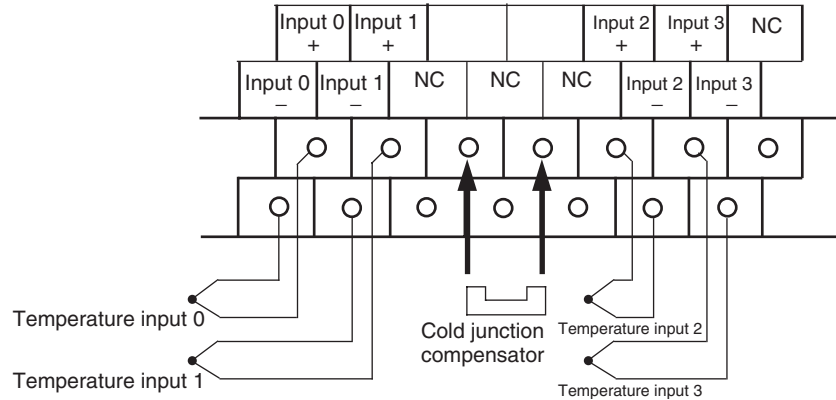 Input 0 Input 1 Input 2 Input 3 NC
+ + + +
Input 0 Input 1 NC NC NC Input 2 Input 3
– – – –
Temperature input 0
Cold junction
compensator
Temperature input 2
Temperature input 1
Temperature input 3